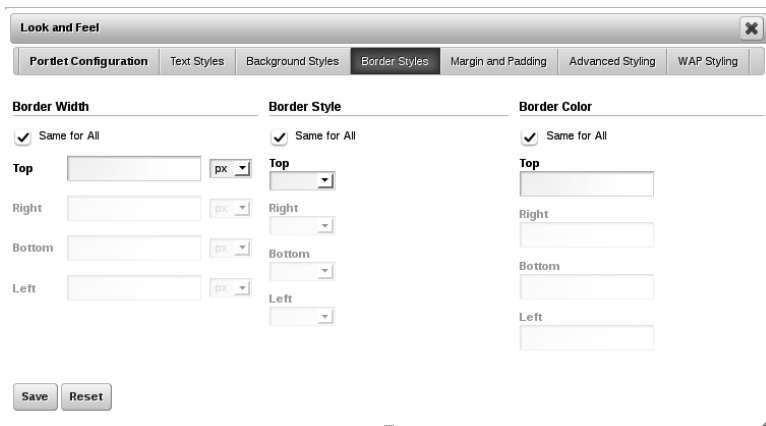 Look and Feel
Portlet Configuration Text Styles Background Styles Border Styles Margin and Padding Advanced Styling WAP Styling
Border Width
Same for All
Top px
Right px
Bottom px
Left px
Border Style
Same for All
Top
Right
Bottom
Left
Border Color
Same for All
Top
Right
Bottom
Left
Save Reset